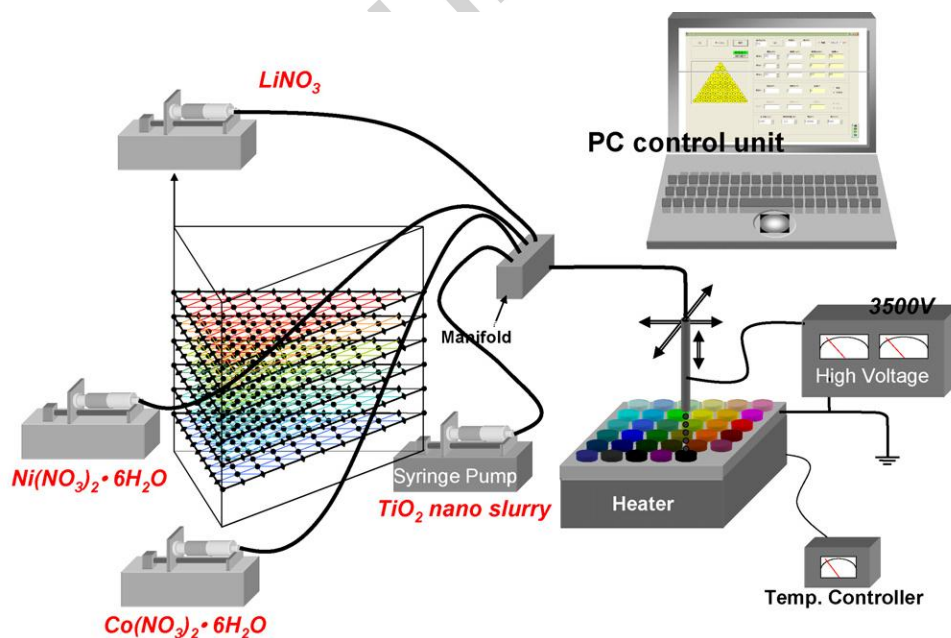 LiNO₃
PC control unit
Manifold
3500V
High Voltage
Ni(NO₃)₂• 6H₂O
Syringe Pump
TiO₂ nano slurry
Heater
Co(NO₃)₂• 6H₂O
Temp. Controller